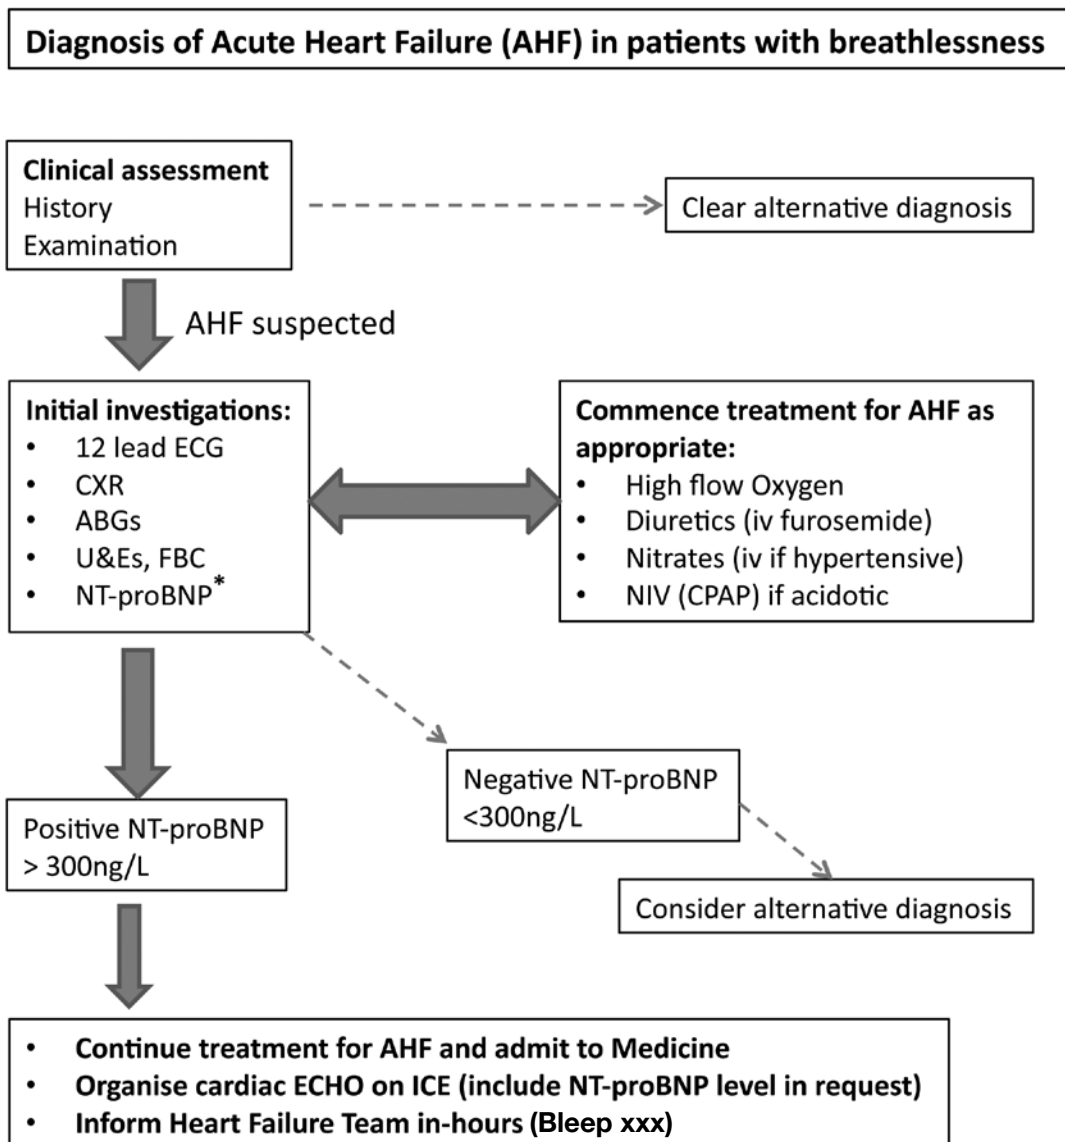 Diagnosis of Acute Heart Failure (AHF) in patients with breathlessness
Clinical assessment
History
Examination
Clear alternative diagnosis
AHF suspected
Initial investigations:
• 12 lead ECG
• CXR
• ABGs
• U&Es, FBC
• NT-proBNP*
Commence treatment for AHF as
appropriate:
• High flow Oxygen
• Diuretics (iv furosemide)
• Nitrates (iv if hypertensive)
• NIV (CPAP) if acidotic
Negative NT-proBNP
<300ng/L
Positive NT-proBNP
> 300ng/L
Consider alternative diagnosis
• Continue treatment for AHF and admit to Medicine
• Organise cardiac ECHO on ICE (include NT-proBNP level in request)
• Inform Heart Failure Team in-hours (Bleep xxx)